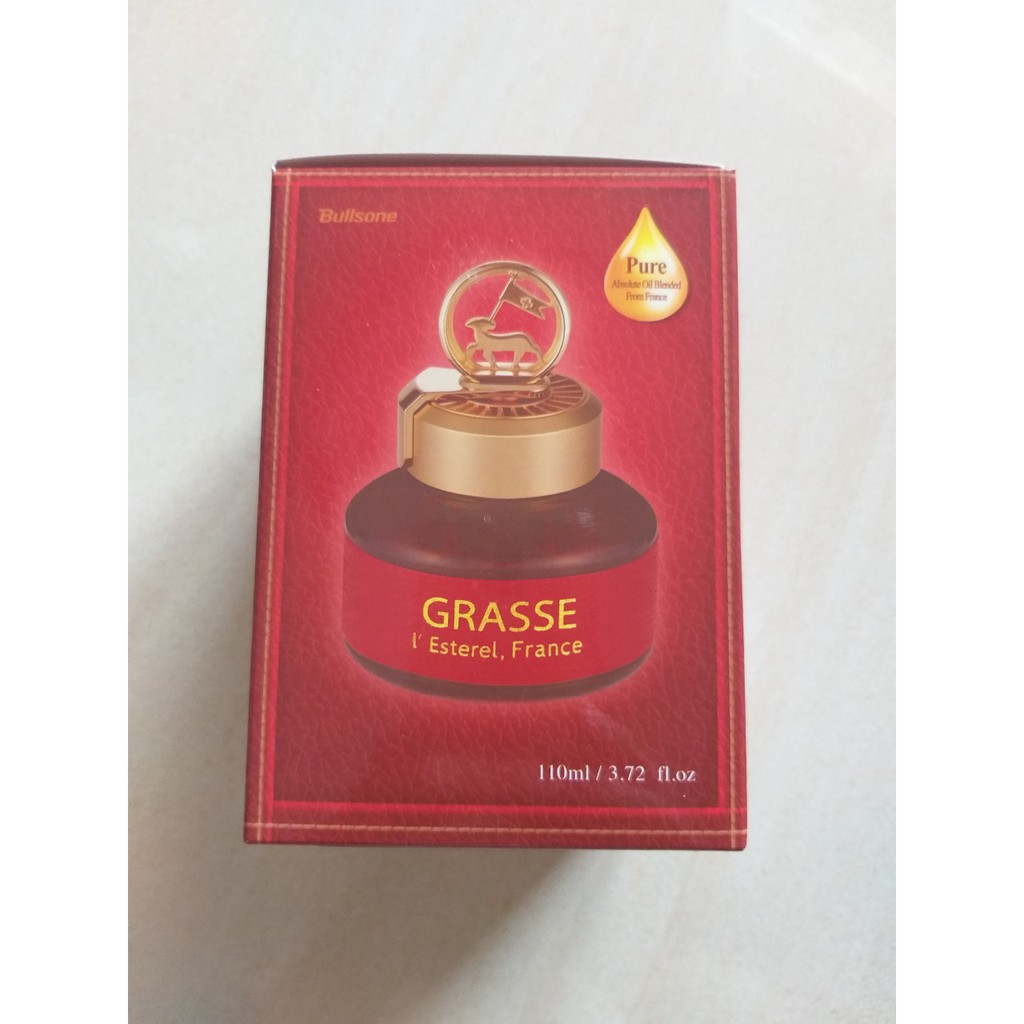 Bullsone
Pure
Absolute Oil Blended
From France
GRASSE
l' Esterel, France
110ml / 3.72 fl.oz